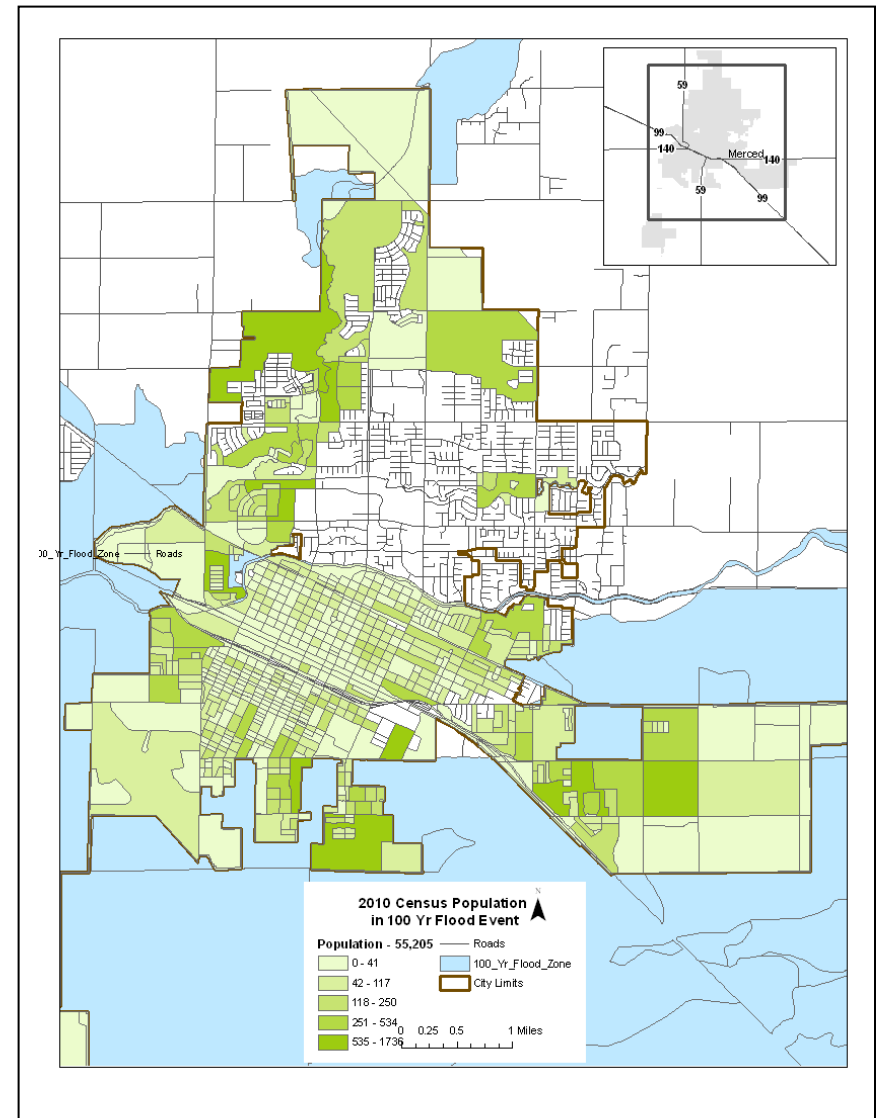 59
99
140
Merced
140
59
99
00_Yr_Flood_Zone
Roads
N
2010 Census Population
in 100 Yr Flood Event
Population - 55,205
Roads
0 - 41
100_Yr_Flood_Zone
42 - 117
City Limits
118 - 250
251 - 534
0 0.25 0.5 1 Miles
535 - 1736